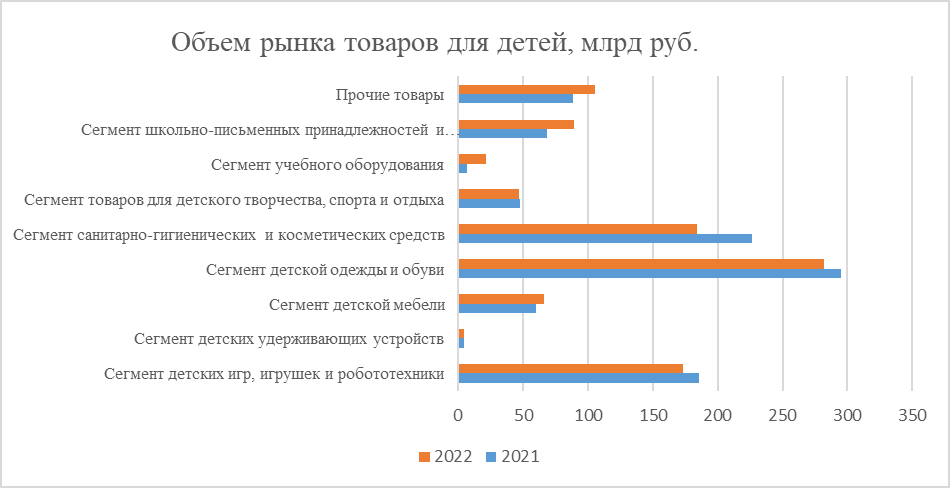 Объем рынка товаров для детей, млрд руб.
Прочие товары
Сегмент школьно-письменных принадлежностей и…
Сегмент учебного оборудования
Сегмент товаров для детского творчества, спорта и отдыха
Сегмент санитарно-гигиенических и косметических средств
Сегмент детской одежды и обуви
Сегмент детской мебели
Сегмент детских удерживающих устройств
Сегмент детских игр, игрушек и робототехники
0 50 100 150 200 250 300 350
2022 2021